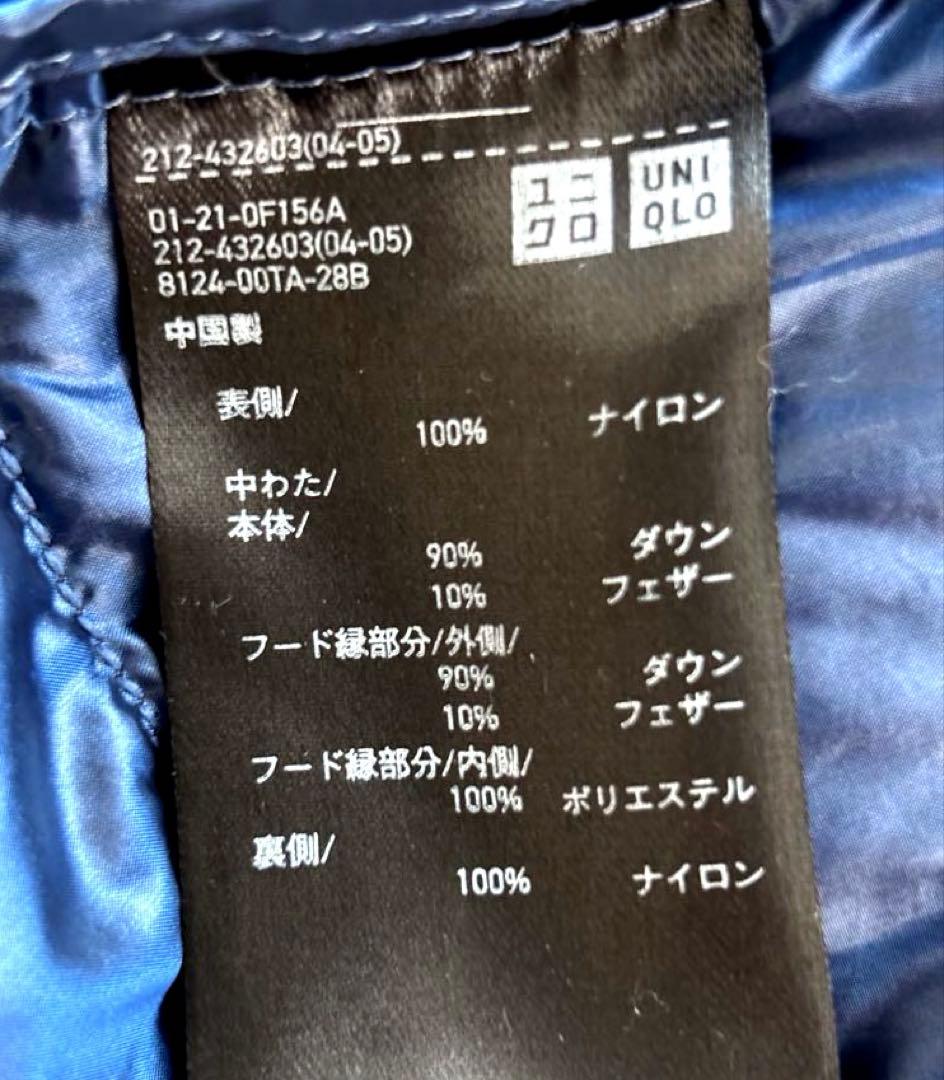 212-432603(04-05)
ユニ
クロ
UNI
QLO
01-21-0F156A
212-432603(04-05)
8124-00TA-28B
中国製
表側/
100% ナイロン
中わた/
本体/
90% ダウン
10% フェザー
フード縁部分/外側/
90% ダウン
10% フェザー
フード縁部分/内側/
100% ポリエステル
裏側/
100% ナイロン